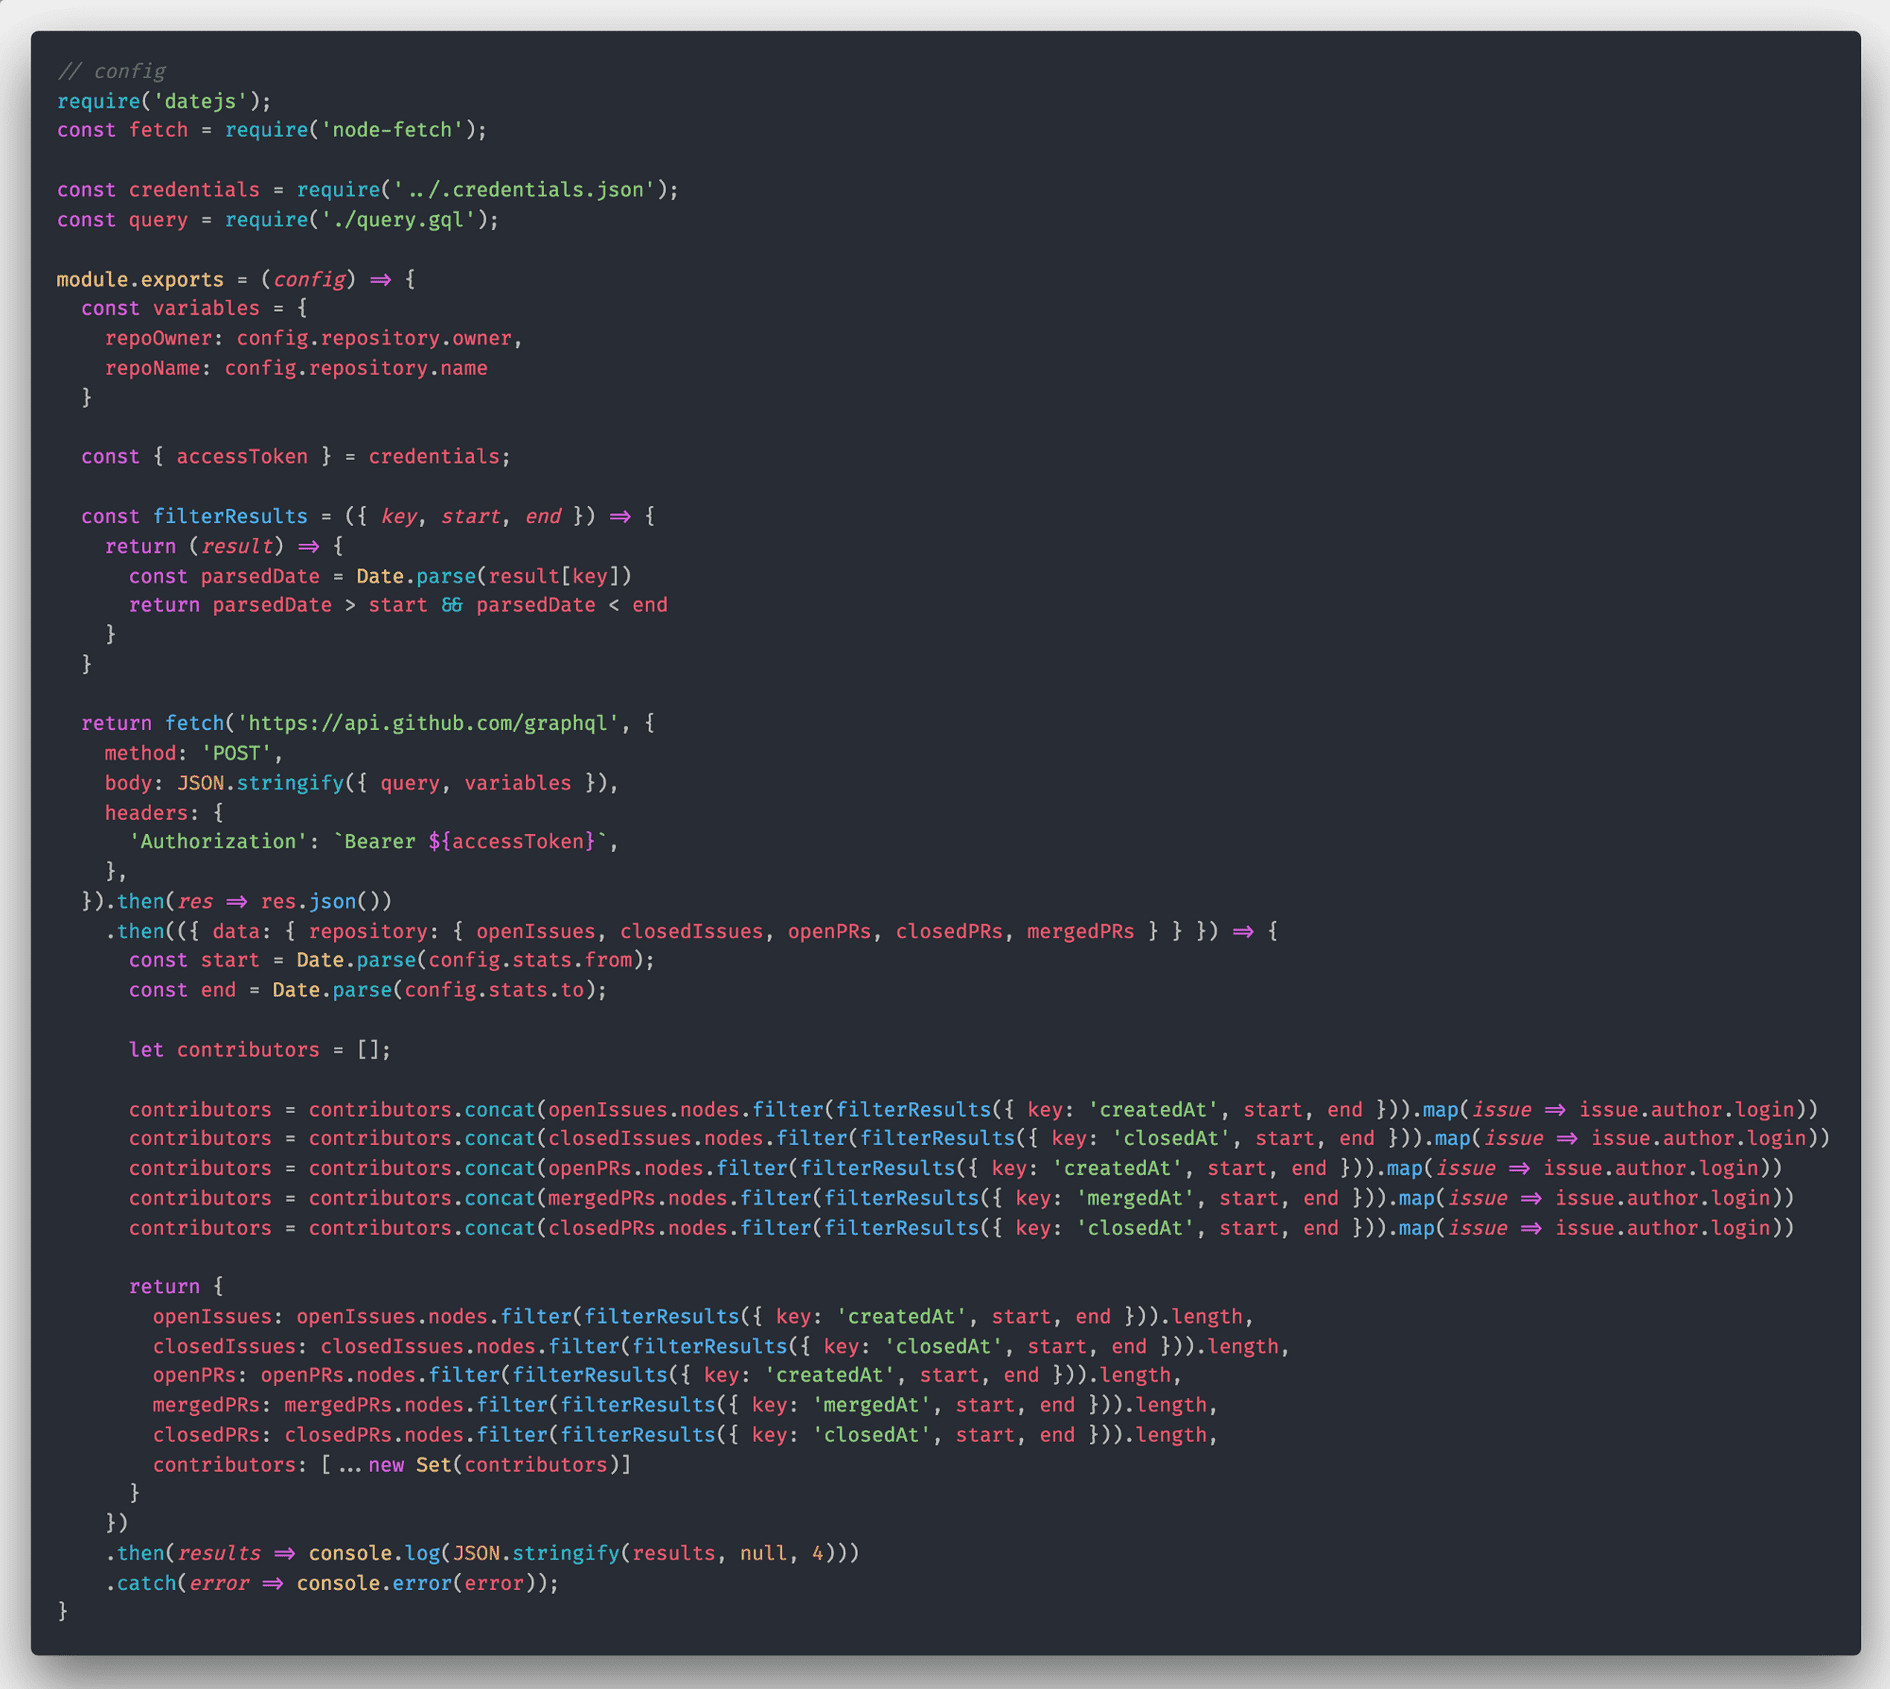 // config
require('datejs');
const fetch = require('node-fetch');
const credentials = require('../.credentials.json');
const query = require('./query.gql');
module.exports = (config) => {
  const variables = {
    repoOwner: config.repository.owner,
    repoName: config.repository.name
  }
  const { accessToken } = credentials;
  const filterResults = ({ key, start, end }) => {
    return (result) => {
      const parsedDate = Date.parse(result[key])
      return parsedDate > start && parsedDate < end
    }
  }
  return fetch('https://api.github.com/graphql', {
    method: 'POST',
    body: JSON.stringify({ query, variables }),
    headers: {
      'Authorization': `Bearer ${accessToken}`,
    },
  }).then(res => res.json())
    .then(({ data: { repository: { openIssues, closedIssues, openPRs, closedPRs, mergedPRs } } }) => {
      const start = Date.parse(config.stats.from);
      const end = Date.parse(config.stats.to);
      let contributors = [];
      contributors = contributors.concat(openIssues.nodes.filter(filterResults({ key: 'createdAt', start, end })).map(issue => issue.author.login))
      contributors = contributors.concat(closedIssues.nodes.filter(filterResults({ key: 'closedAt', start, end })).map(issue => issue.author.login))
      contributors = contributors.concat(openPRs.nodes.filter(filterResults({ key: 'createdAt', start, end })).map(issue => issue.author.login))
      contributors = contributors.concat(mergedPRs.nodes.filter(filterResults({ key: 'mergedAt', start, end })).map(issue => issue.author.login))
      contributors = contributors.concat(closedPRs.nodes.filter(filterResults({ key: 'closedAt', start, end })).map(issue => issue.author.login))
      return {
        openIssues: openIssues.nodes.filter(filterResults({ key: 'createdAt', start, end })).length,
        closedIssues: closedIssues.nodes.filter(filterResults({ key: 'closedAt', start, end })).length,
        openPRs: openPRs.nodes.filter(filterResults({ key: 'createdAt', start, end })).length,
        mergedPRs: mergedPRs.nodes.filter(filterResults({ key: 'mergedAt', start, end })).length,
        closedPRs: closedPRs.nodes.filter(filterResults({ key: 'closedAt', start, end })).length,
        contributors: [...new Set(contributors)]
      }
    })
    .then(results => console.log(JSON.stringify(results, null, 4)))
    .catch(error => console.error(error));
}